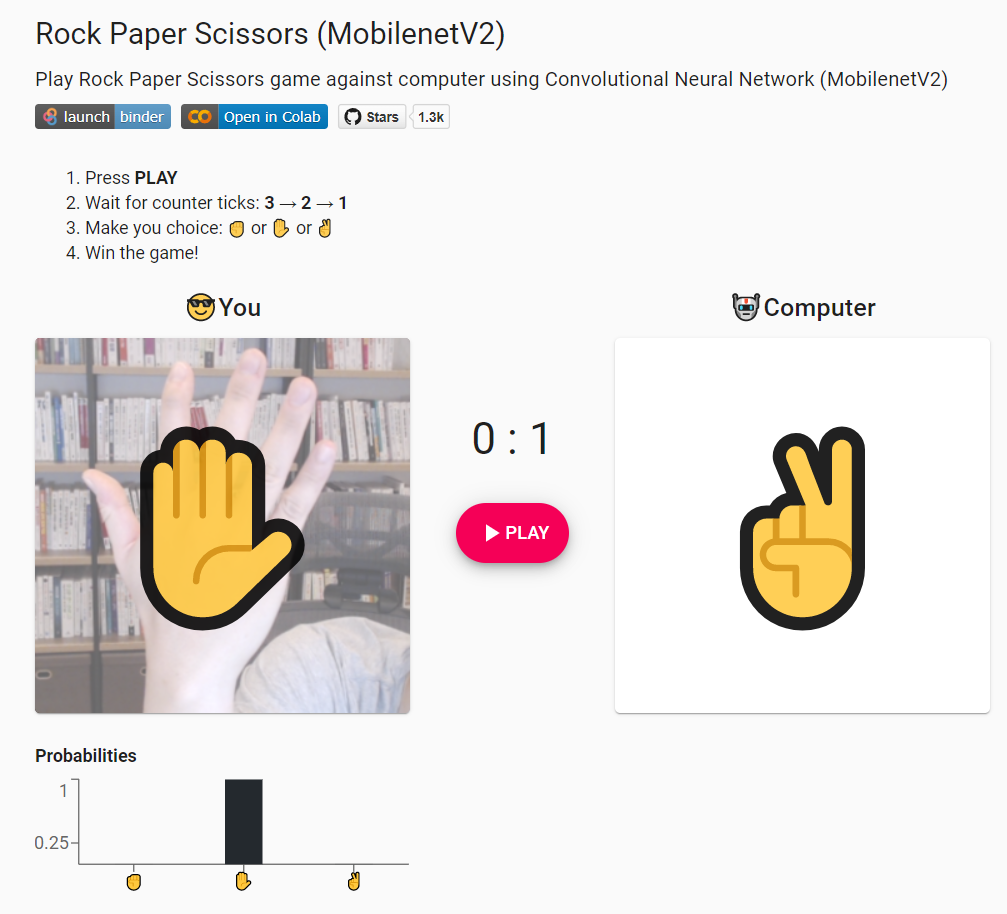 Rock Paper Scissors (MobilenetV2)
Play Rock Paper Scissors game against computer using Convolutional Neural Network (MobilenetV2)
launch binder Open in Colab Stars 1.3k
1. Press PLAY
2. Wait for counter ticks: 3 → 2 → 1
3. Make you choice: ✊ or ✋ or ✌
4. Win the game!
😎You 🤖Computer
0 : 1
▶ PLAY
Probabilities
1
0.25